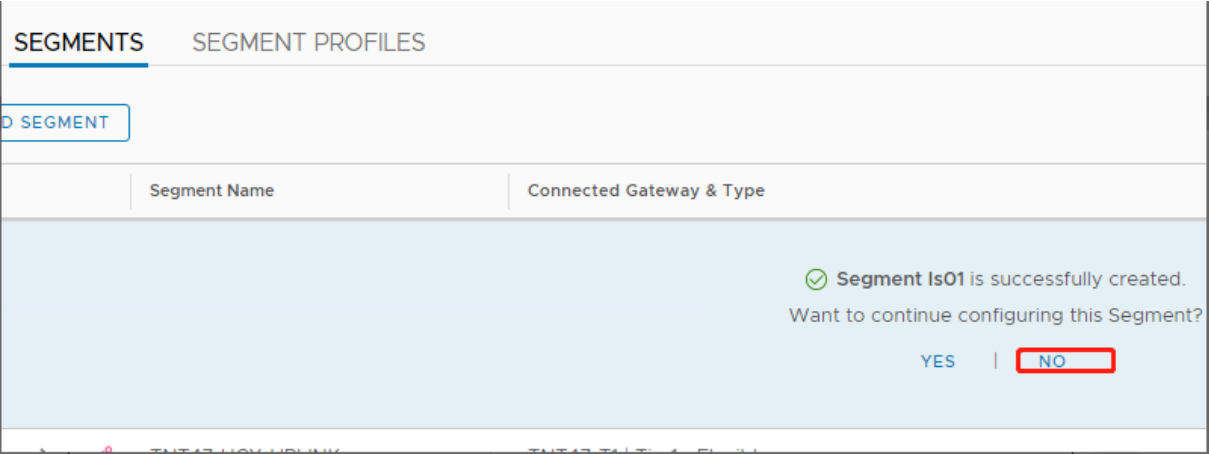 SEGMENTS SEGMENT PROFILES
D SEGMENT
Segment Name Connected Gateway & Type
Segment ls01 is successfully created.
Want to continue configuring this Segment?
YES | NO